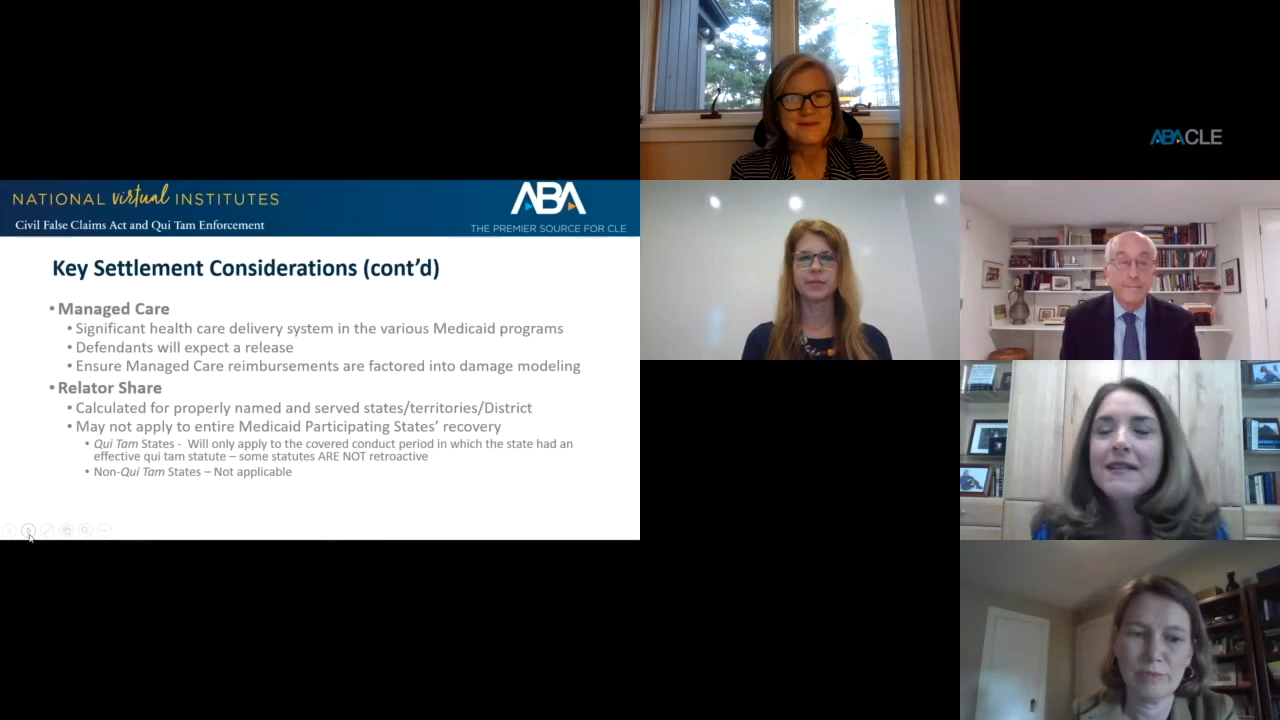 NATIONAL virtual INSTITUTES
Civil False Claims Act and Qui Tam Enforcement
ABA
THE PREMIER SOURCE FOR CLE
Key Settlement Considerations (cont’d)
• Managed Care
• Significant health care delivery system in the various Medicaid programs
• Defendants will expect a release
• Ensure Managed Care reimbursements are factored into damage modeling
• Relator Share
• Calculated for properly named and served states/territories/District
• May not apply to entire Medicaid Participating States’ recovery
• Qui Tam States - Will only apply to the covered conduct period in which the state had an
effective qui tam statute – some statutes ARE NOT retroactive
• Non-Qui Tam States – Not applicable
ABACLE